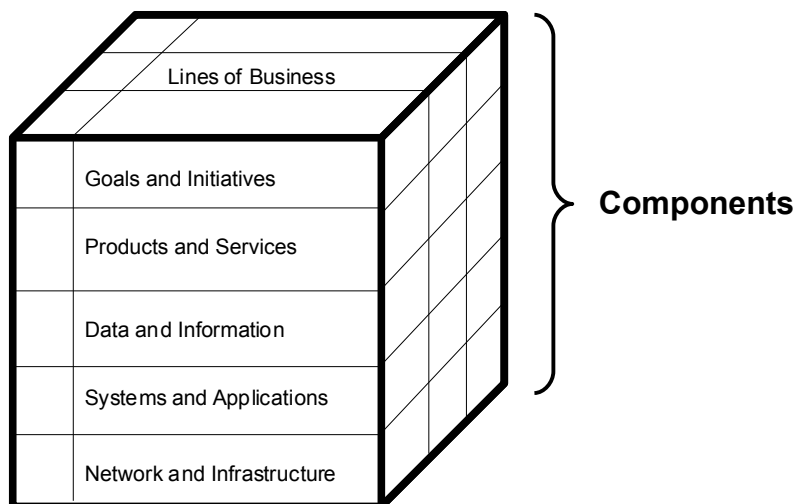 Lines of Business
Goals and Initiatives
Products and Services
Data and Information
Systems and Applications
Network and Infrastructure
Components